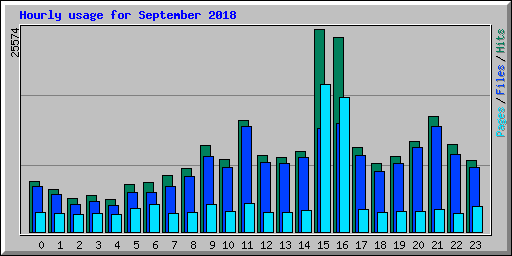 Hourly usage for September 2018
25574
Pages/Files/Hits
0 1 2 3 4 5 6 7 8 9 10 11 12 13 14 15 16 17 18 19 20 21 22 23